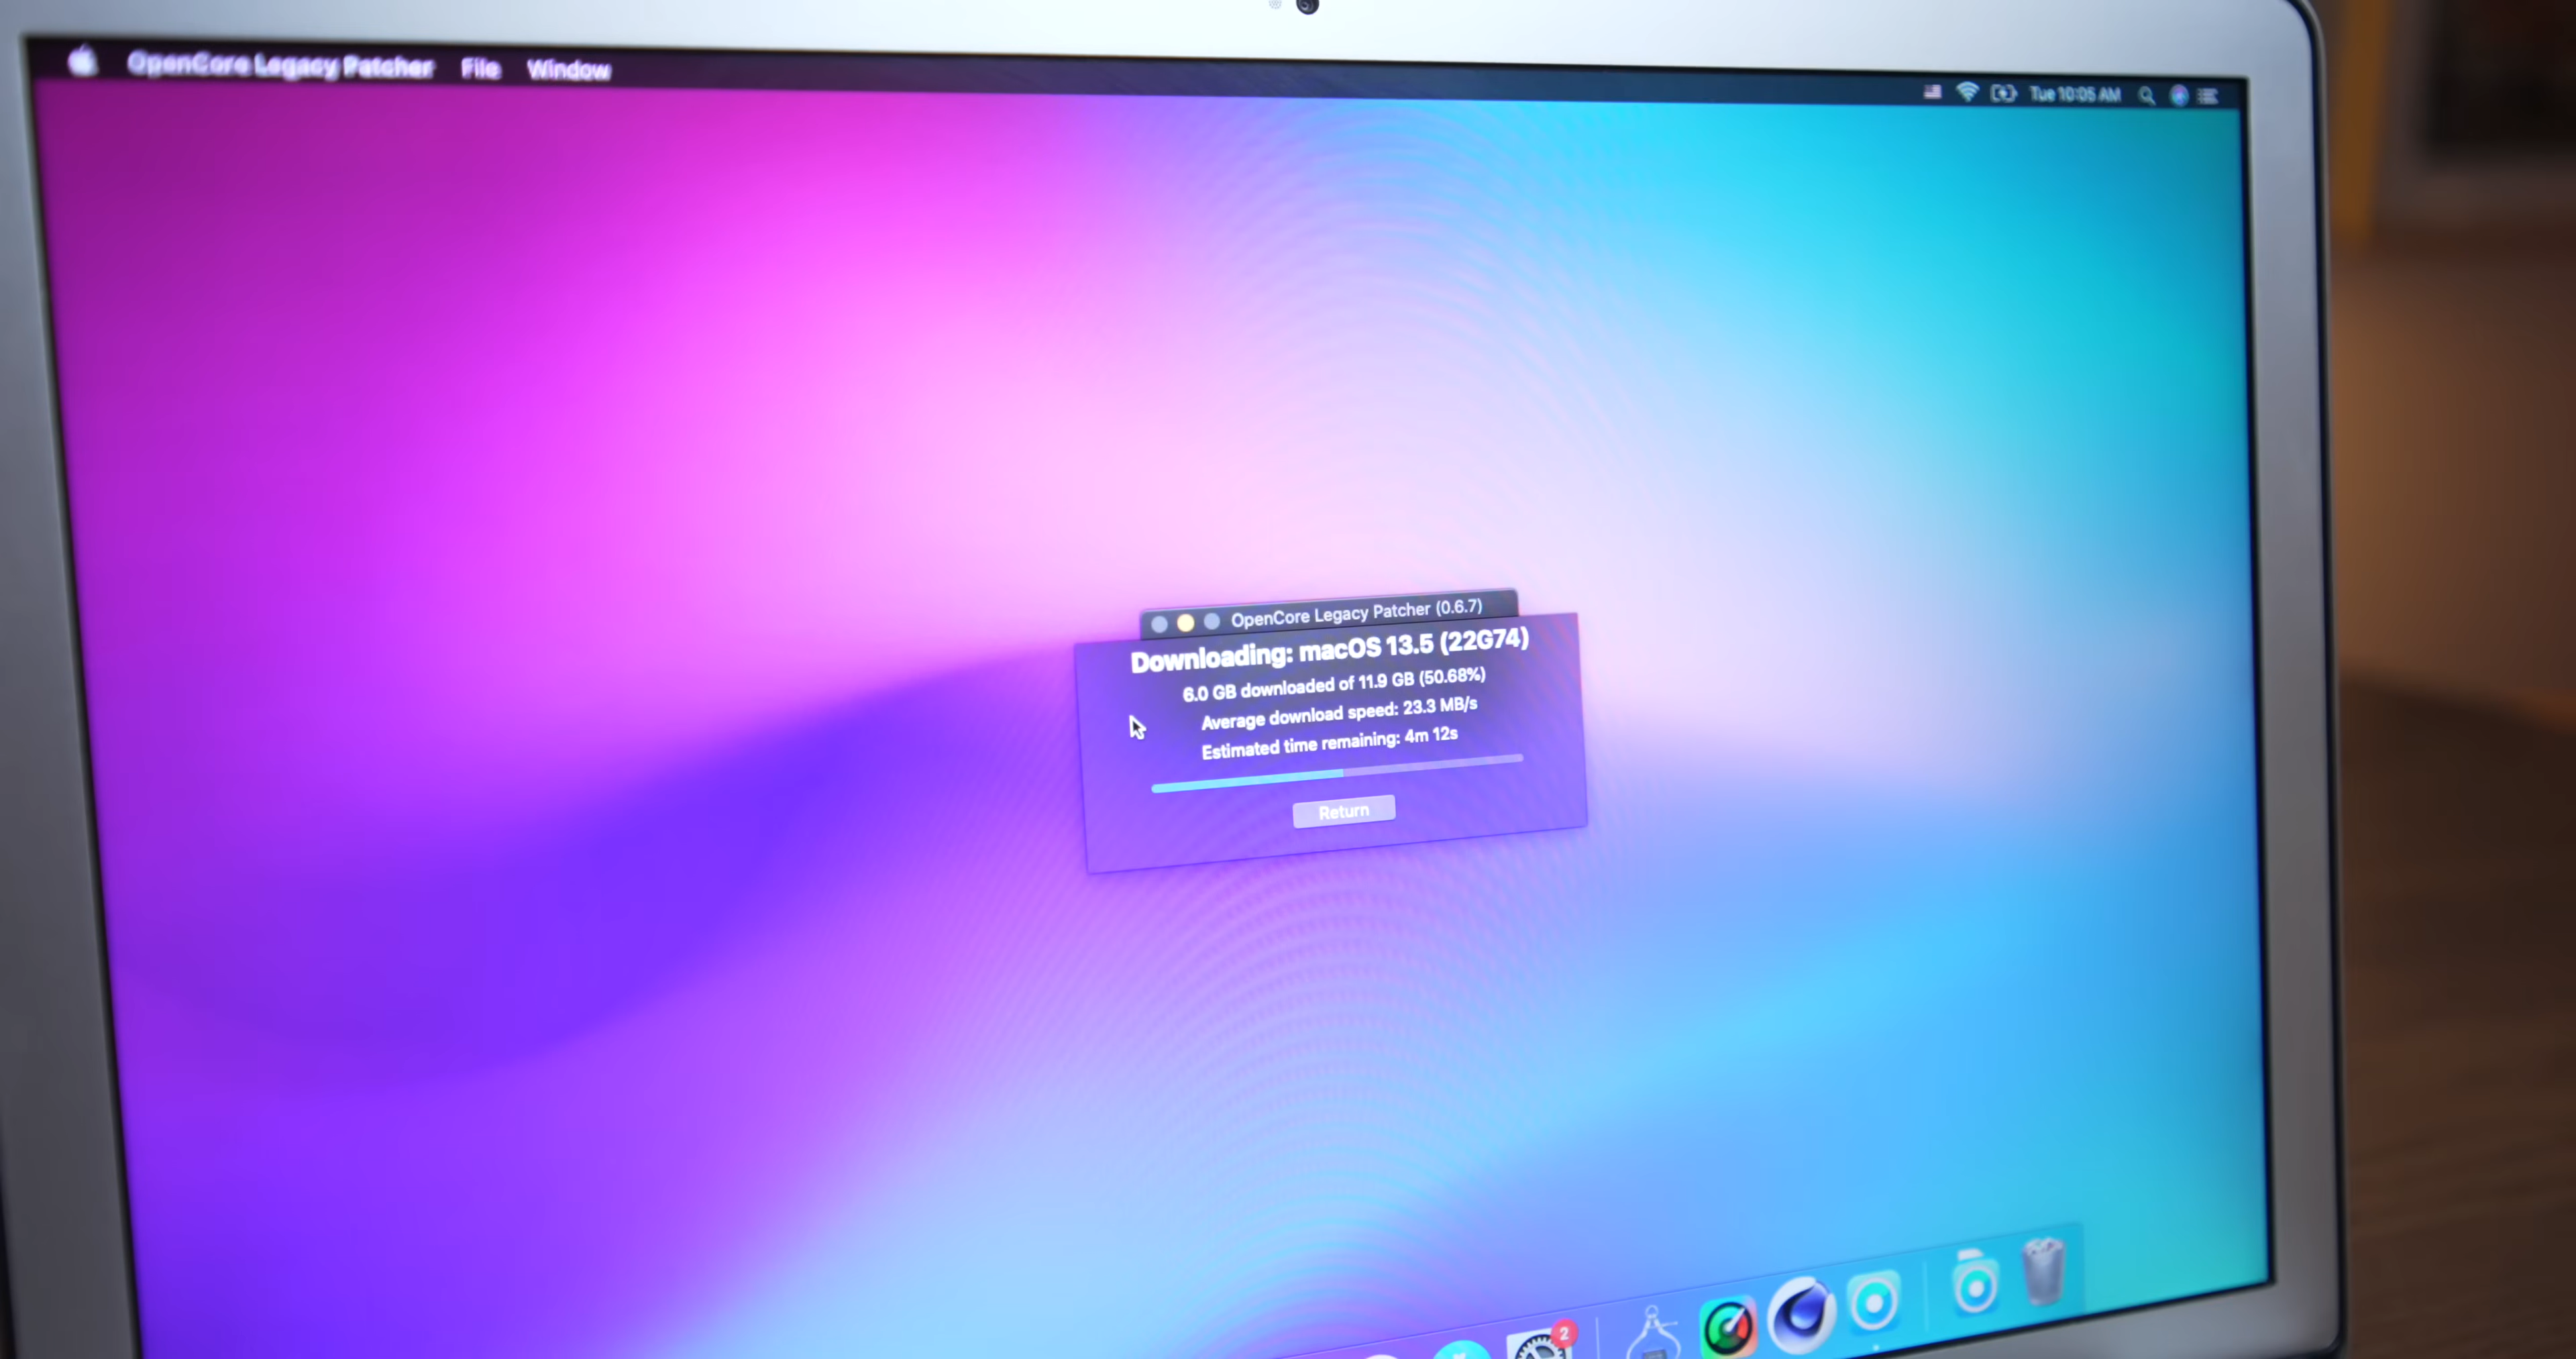 OpenCore Legacy Patcher File Window
Tue 10:05 AM
OpenCore Legacy Patcher (0.6.7)
Downloading: macOS 13.5 (22G74)
6.0 GB downloaded of 11.9 GB (50.68%)
Average download speed: 23.3 MB/s
Estimated time remaining: 4m 12s
Return
2